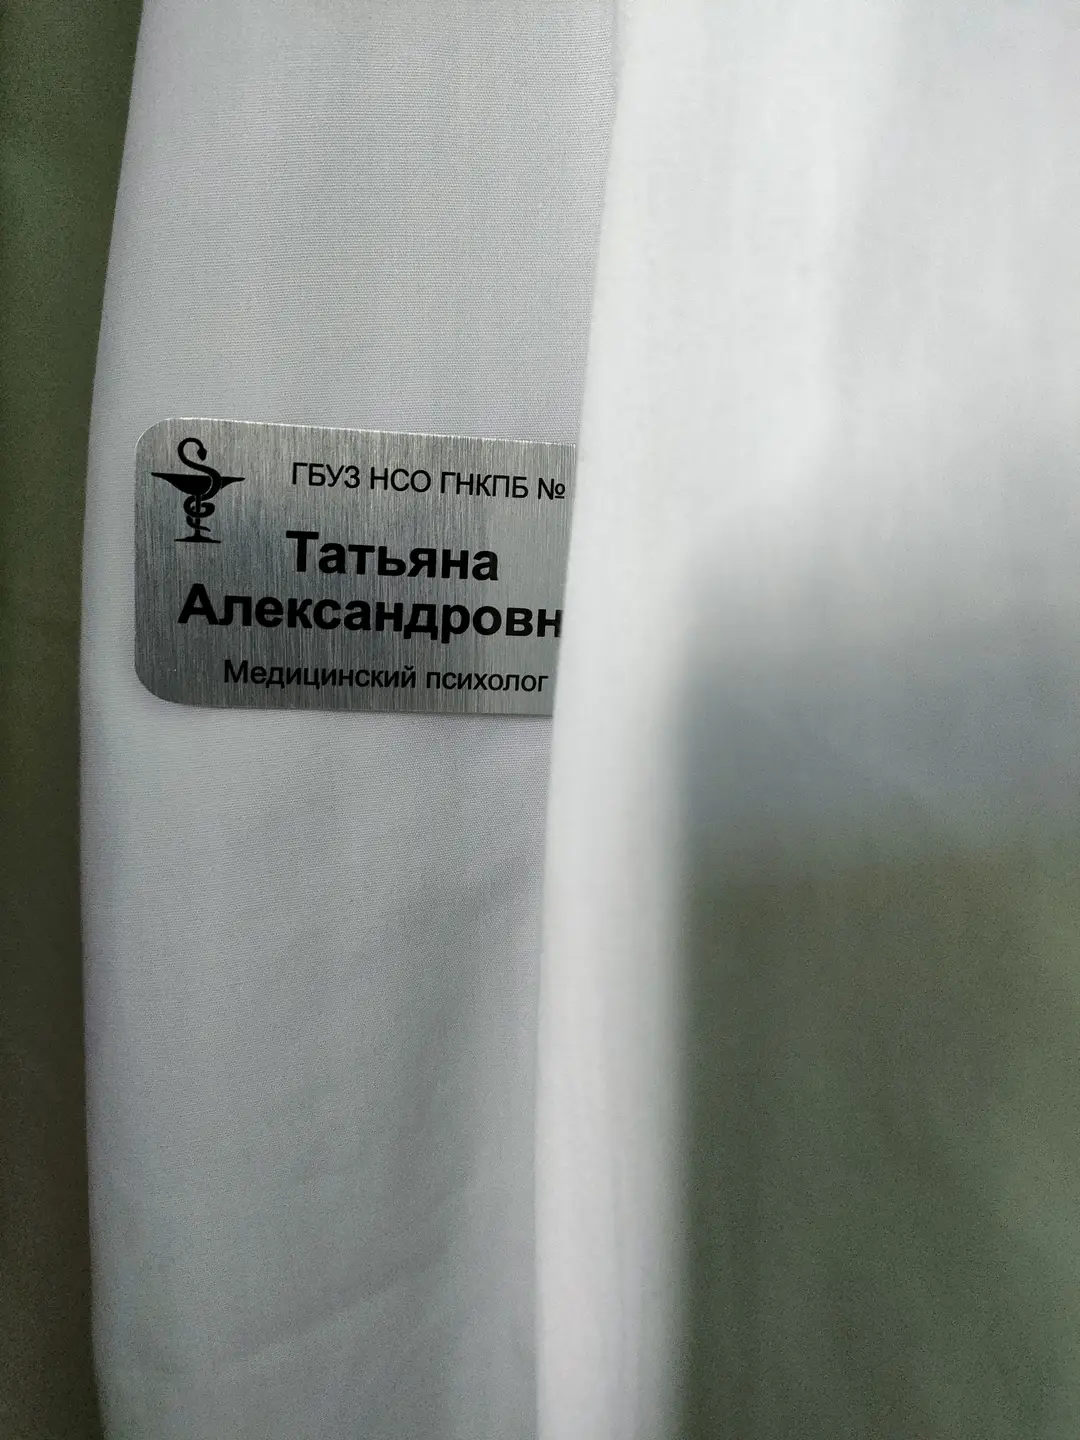 ГБУЗ НСО ГНКПБ №
Татьяна
Александровн
Медицинский психолог